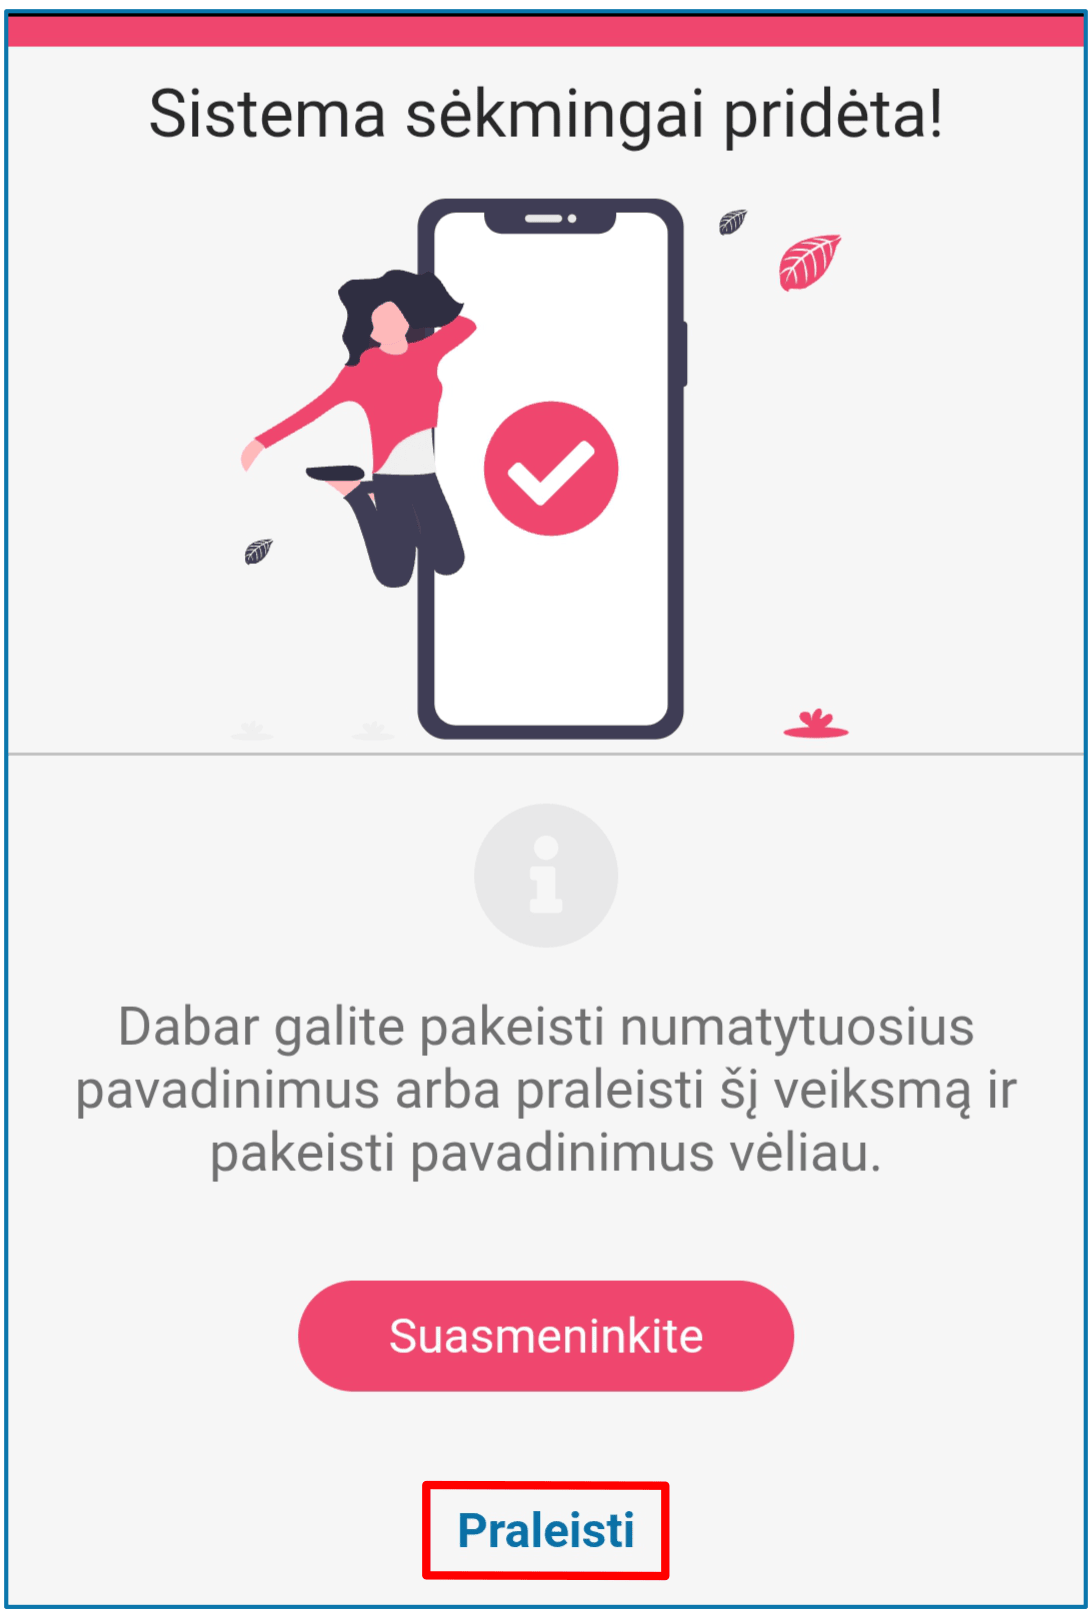 Sistema sėkmingai pridėta!
Dabar galite pakeisti numatytuosius
pavadinimus arba praleisti šį veiksmą ir
pakeisti pavadinimus vėliau.
Suasmeninkite
Praleisti